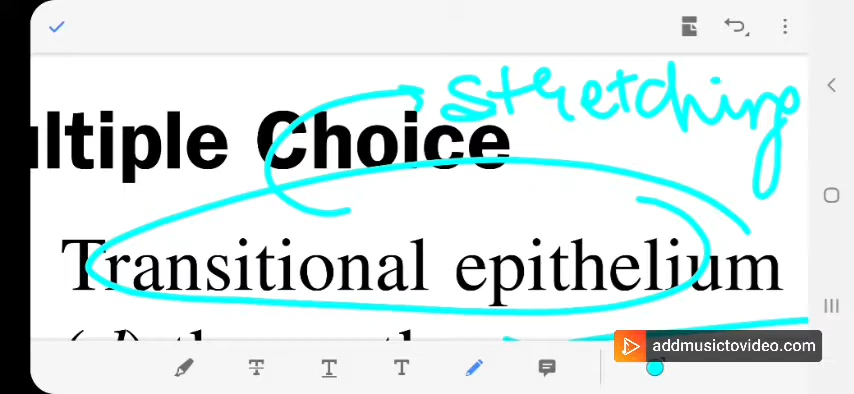 stretching
ultiple Choice
Transitional epithelium
addmusictovideo.com